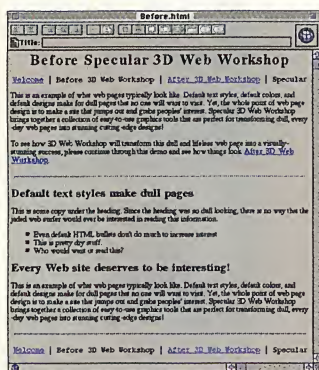 Before.html
Title:
Before Specular 3D Web Workshop
Welcome | Before 3D Web Workshop | After 3D Web Workshop | Specular
This is an example of what web pages typically look like. Default text styles, default colors, and
default designs make for dull pages that no one will want to visit. Yet, the whole point of web page
design is to make a site that jumps out and grabs peoples' interest. Specular 3D Web Workshop
brings together a collection of easy-to-use graphics tools that are perfect for transforming dull, every
-day web pages into stunning cutting-edge designs!
To see how 3D Web Workshop will transform this dull and lifeless web page into a visually-
stunning success, please continue through this demo and see how things look After 3D Web
Workshop.
Default text styles make dull pages
This is some copy under the heading. Since the heading was so dull looking, there is no way that the
jaded web surfer would ever be interested in reading this information.
Even default HTML bullets don't do much to increase interest
This is pretty dry stuff.
Who would want to read this?
Every Web site deserves to be interesting!
This is an example of what web pages typically look like. Default text styles, default colors, and
default designs make for dull pages that no one will want to visit. Yet, the whole point of web page
design is to make a site that jumps out and grabs peoples' interest. Specular 3D Web Workshop
brings together a collection of easy-to-use graphics tools that are perfect for transforming dull, every
-day web pages into stunning cutting-edge designs!
Welcome | Before 3D Web Workshop | After 3D Web Workshop | Specular